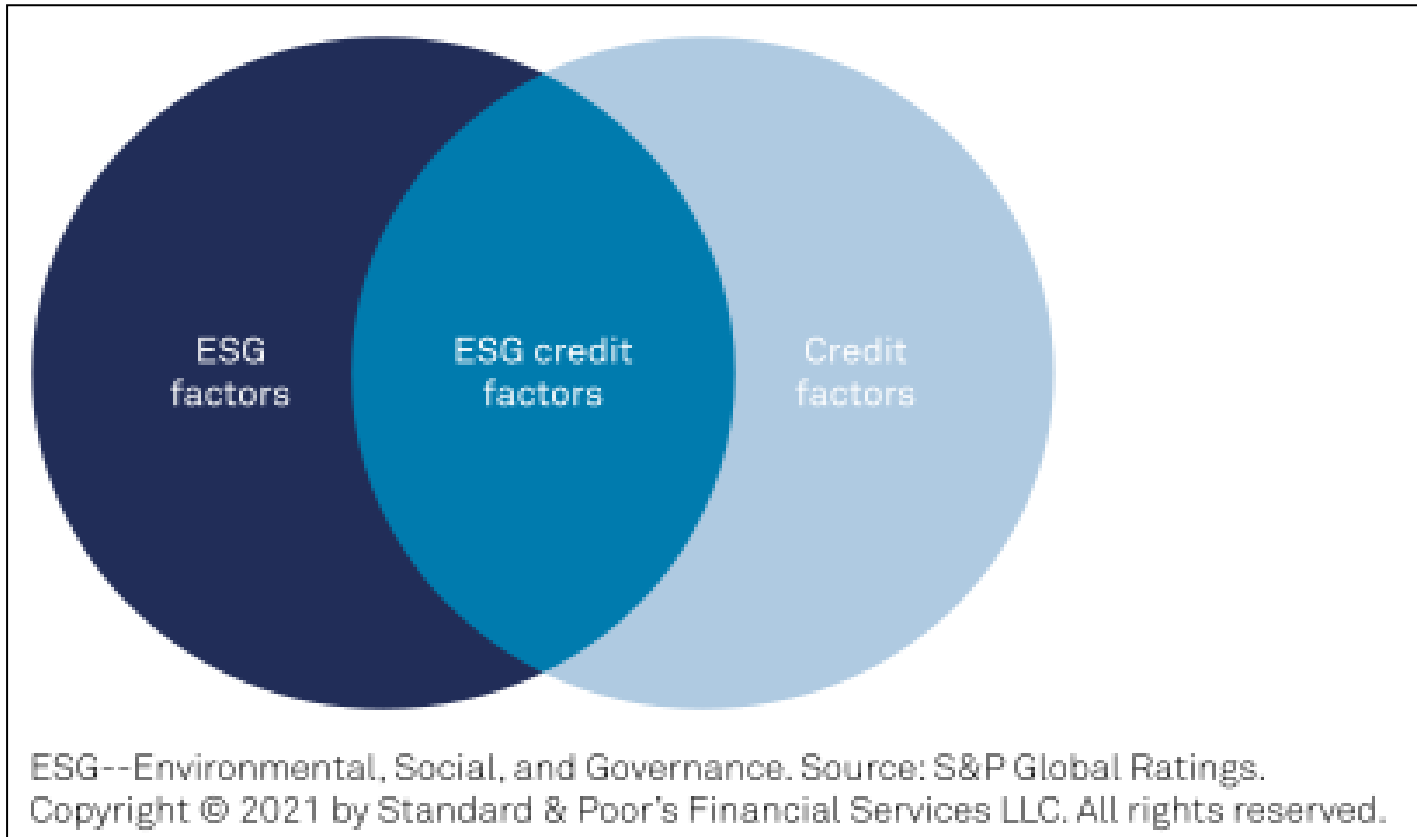 ESG
factors
ESG credit
factors
Credit
factors
ESG--Environmental, Social, and Governance. Source: S&P Global Ratings.
Copyright © 2021 by Standard & Poor's Financial Services LLC. All rights reserved.